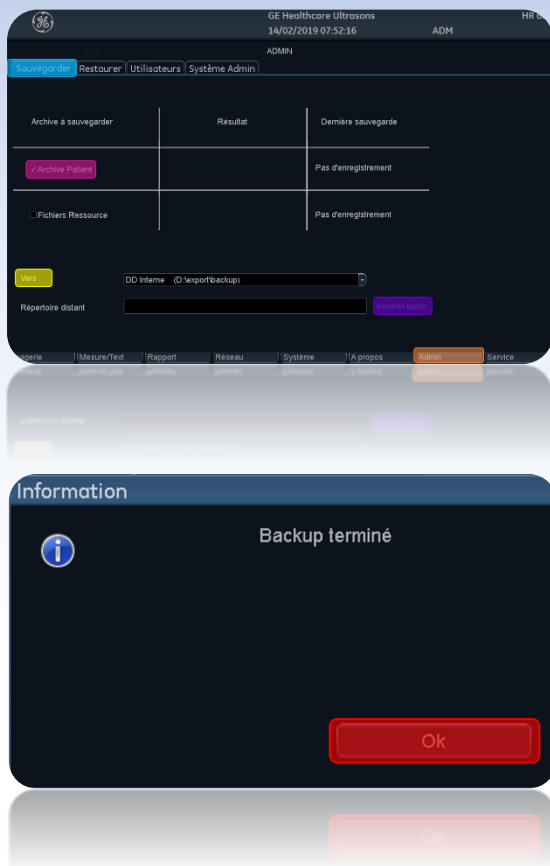 GE Healthcare Ultrasons HR
14/02/2019 07:52:16 ADM
ADMIN
Sauvegarder Restaurer Utilisateurs Système Admin
Archive à sauvegarder Résultat Dernière sauvegarde
Archive Patient Pas d'enregistrement
Fichiers Ressource Pas d'enregistrement
Vers DD Interne (D:\export\backup)
Répertoire distant
Mesure/Text Rapport Réseau Système A propos Admin Service
Information
Backup terminé
Ok